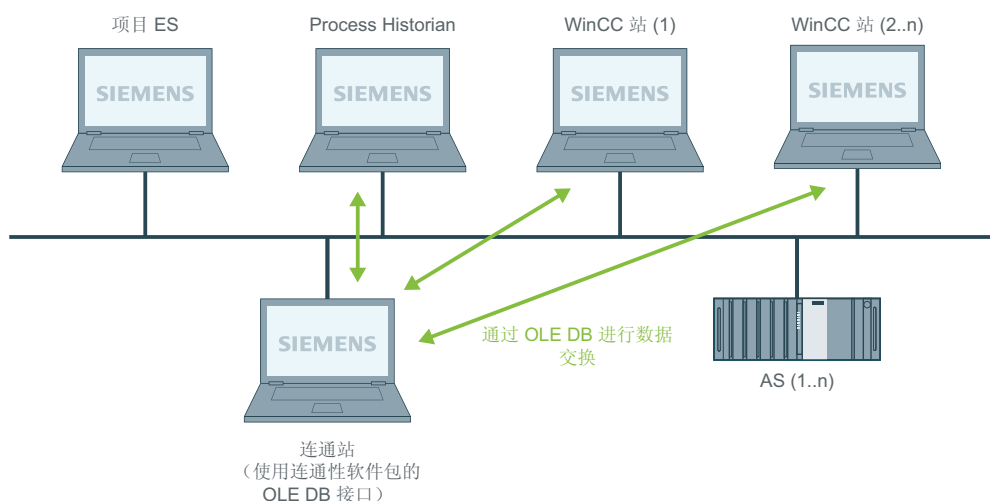 项目 ES
Process Historian
WinCC 站 (1)
WinCC 站 (2..n)
SIEMENS
SIEMENS
SIEMENS
SIEMENS
SIEMENS
通过 OLE DB 进行数据
交换
AS (1..n)
连通站
（使用连通性软件包的
OLE DB 接口）